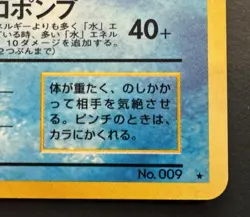 ロポンプ
ネルギーよりも多く「水」エ
ている時、多い「水」エネル
40+
10ダメージを追加する。
2つぶんまで)
体が重たく、のしかか
って相手を気絶させ
る。ピンチのときは、
カラにかくれる。
No. 009